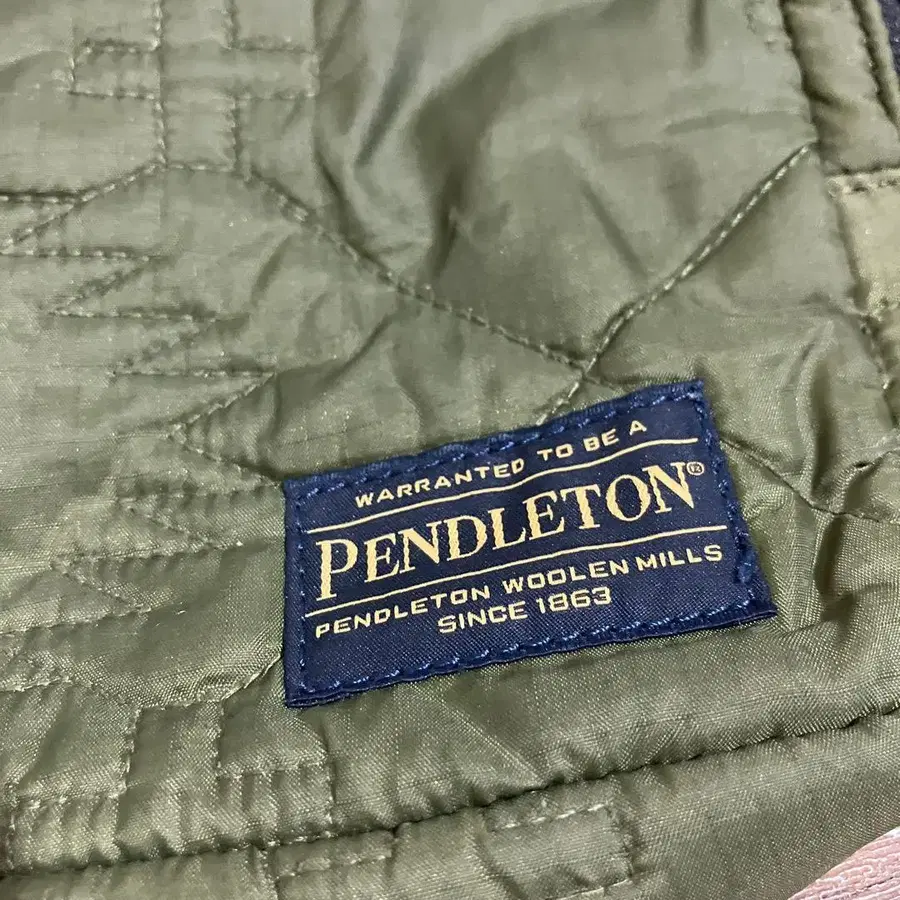 WARRANTED TO BE A
PENDLETON®
PENDLETON WOOLEN MILLS
SINCE 1863